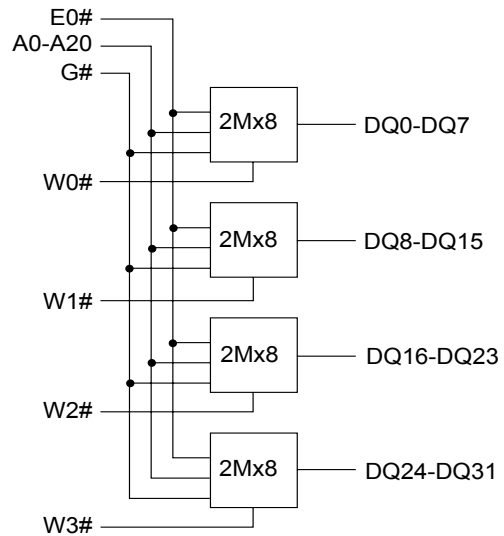 E0#
A0-A20
G#
2Mx8
DQ0-DQ7
W0#
2Mx8
DQ8-DQ15
W1#
2Mx8
DQ16-DQ23
W2#
2Mx8
DQ24-DQ31
W3#